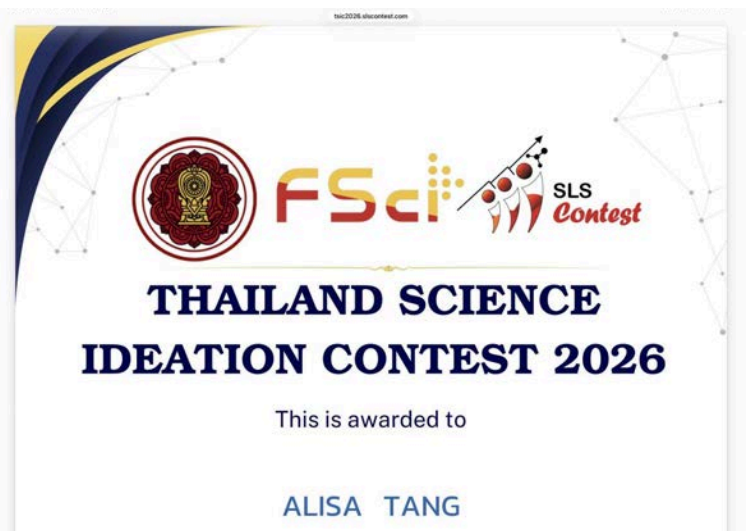 tsic2026.slscontest.com
FSci
SLS
Contest
THAILAND SCIENCE
IDEATION CONTEST 2026
This is awarded to
ALISA TANG